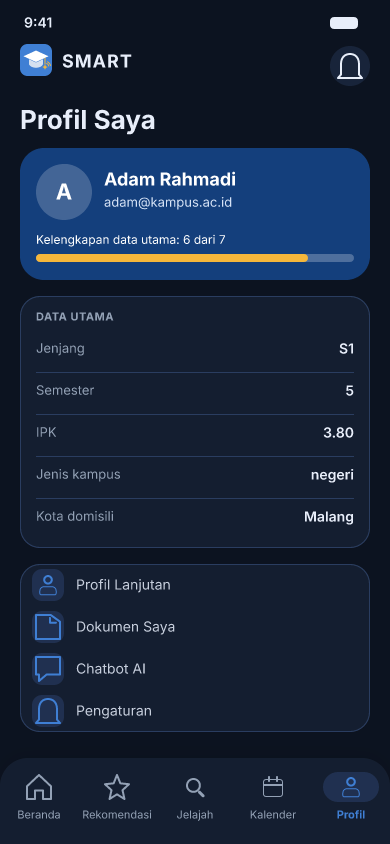 9:41
SMART
Profil Saya
A
Adam Rahmadi
adam@kampus.ac.id
Kelengkapan data utama: 6 dari 7
DATA UTAMA
Jenjang S1
Semester 5
IPK 3.80
Jenis kampus negeri
Kota domisili Malang
Profil Lanjutan
Dokumen Saya
Chatbot AI
Pengaturan
Beranda Rekomendasi Jelajah Kalender Profil